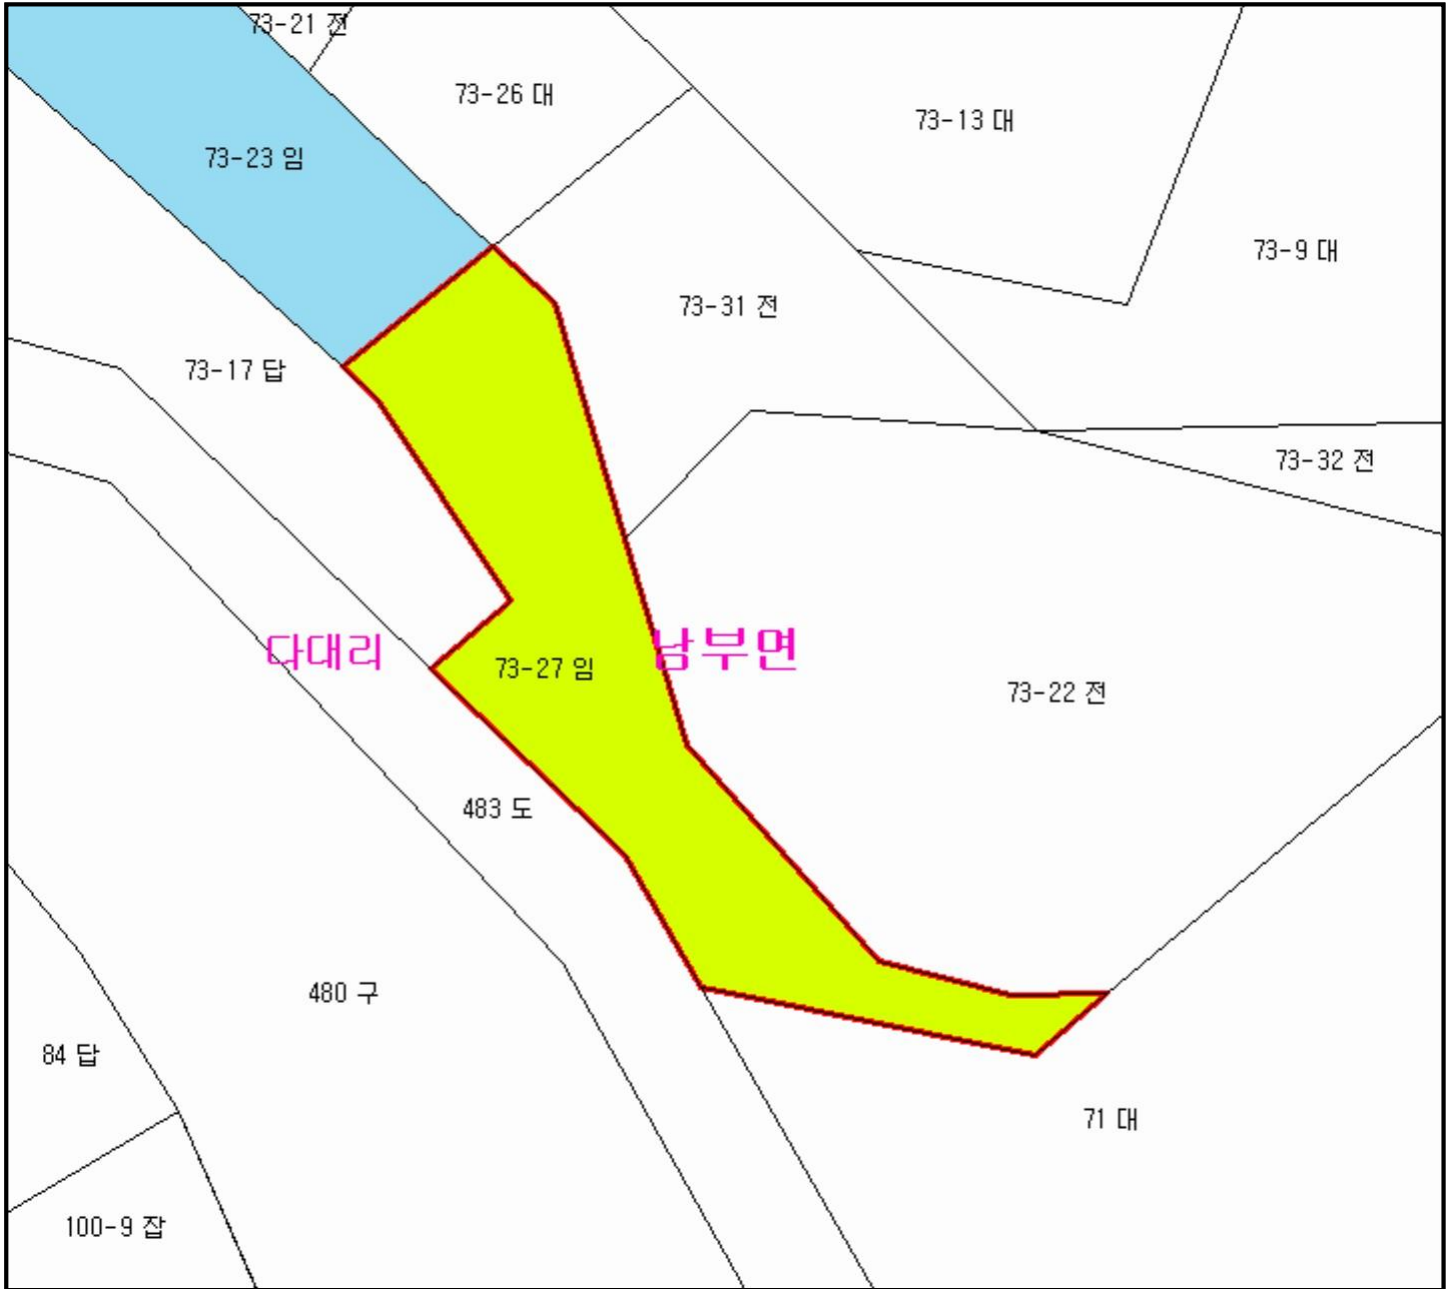 73-21 전
73-26 대
73-13 대
73-23 임
73-9 대
73-31 전
73-17 답
73-32 전
다대리
남부면
73-27 임
73-22 전
483 도
480 구
84 답
71 대
100-9 잡